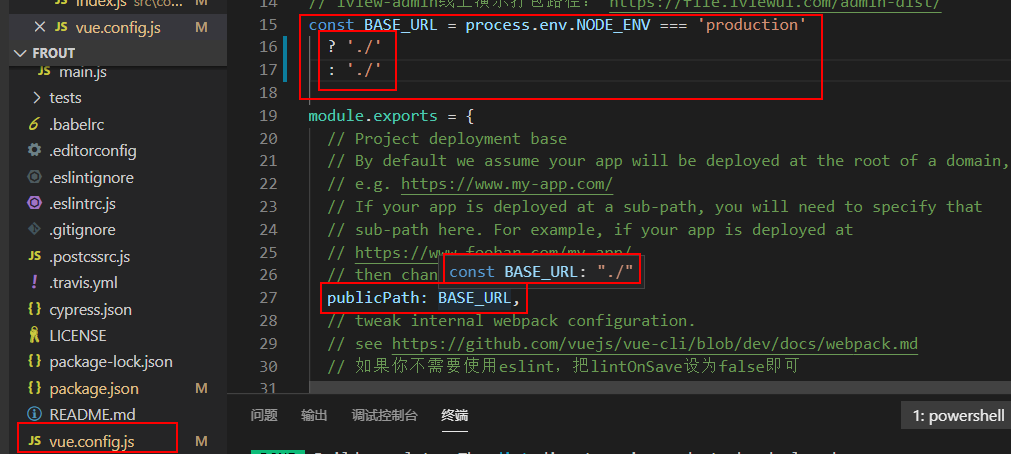 index.js src\co...
vue.config.js M
FROUT
main.js
tests
.babelrc
.editorconfig
.eslintignore
.eslintrc.js
.gitignore
.postcssrc.js
.travis.yml
cypress.json
LICENSE
package-lock.json
package.json M
README.md
vue.config.js M
14 // iview-admin线上演示打包路径: https://file.iviewui.com/admin-dist/
15 const BASE_URL = process.env.NODE_ENV === 'production'
16 ? './'
17 : './'
18
19 module.exports = {
20 // Project deployment base
21 // By default we assume your app will be deployed at the root of a domain,
22 // e.g. https://www.my-app.com/
23 // If your app is deployed at a sub-path, you will need to specify that
24 // sub-path here. For example, if your app is deployed at
25 // https://www.foobar.com/my-app/
26 // then chan
const BASE_URL: "./"
27 publicPath: BASE_URL,
28 // tweak internal webpack configuration.
29 // see https://github.com/vuejs/vue-cli/blob/dev/docs/webpack.md
30 // 如果你不需要使用eslint，把lintOnSave设为false即可
31
问题 输出 调试控制台 终端 1: powershell